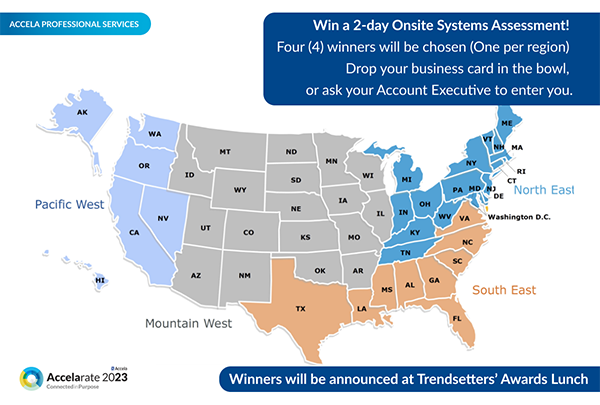 ACCELA PROFESSIONAL SERVICES
Win a 2-day Onsite Systems Assessment!
Four (4) winners will be chosen (One per region)
Drop your business card in the bowl,
or ask your Account Executive to enter you.
AK
WA
OR
CA
NV
HI
Pacific West
MT
ND
MN
ID
WY
SD
WI
NE
IA
IL
UT
CO
KS
MO
AZ
NM
OK
AR
Mountain West
ME
VT
NH
MA
NY
RI
CT
MI
PA
NJ
North East
MD
DE
IN
OH
WV
Washington D.C.
KY
TN
VA
NC
SC
TX
LA
MS
AL
GA
FL
South East
Accela
Accelarate 2023
Connected in Purpose
Winners will be announced at Trendsetters' Awards Lunch